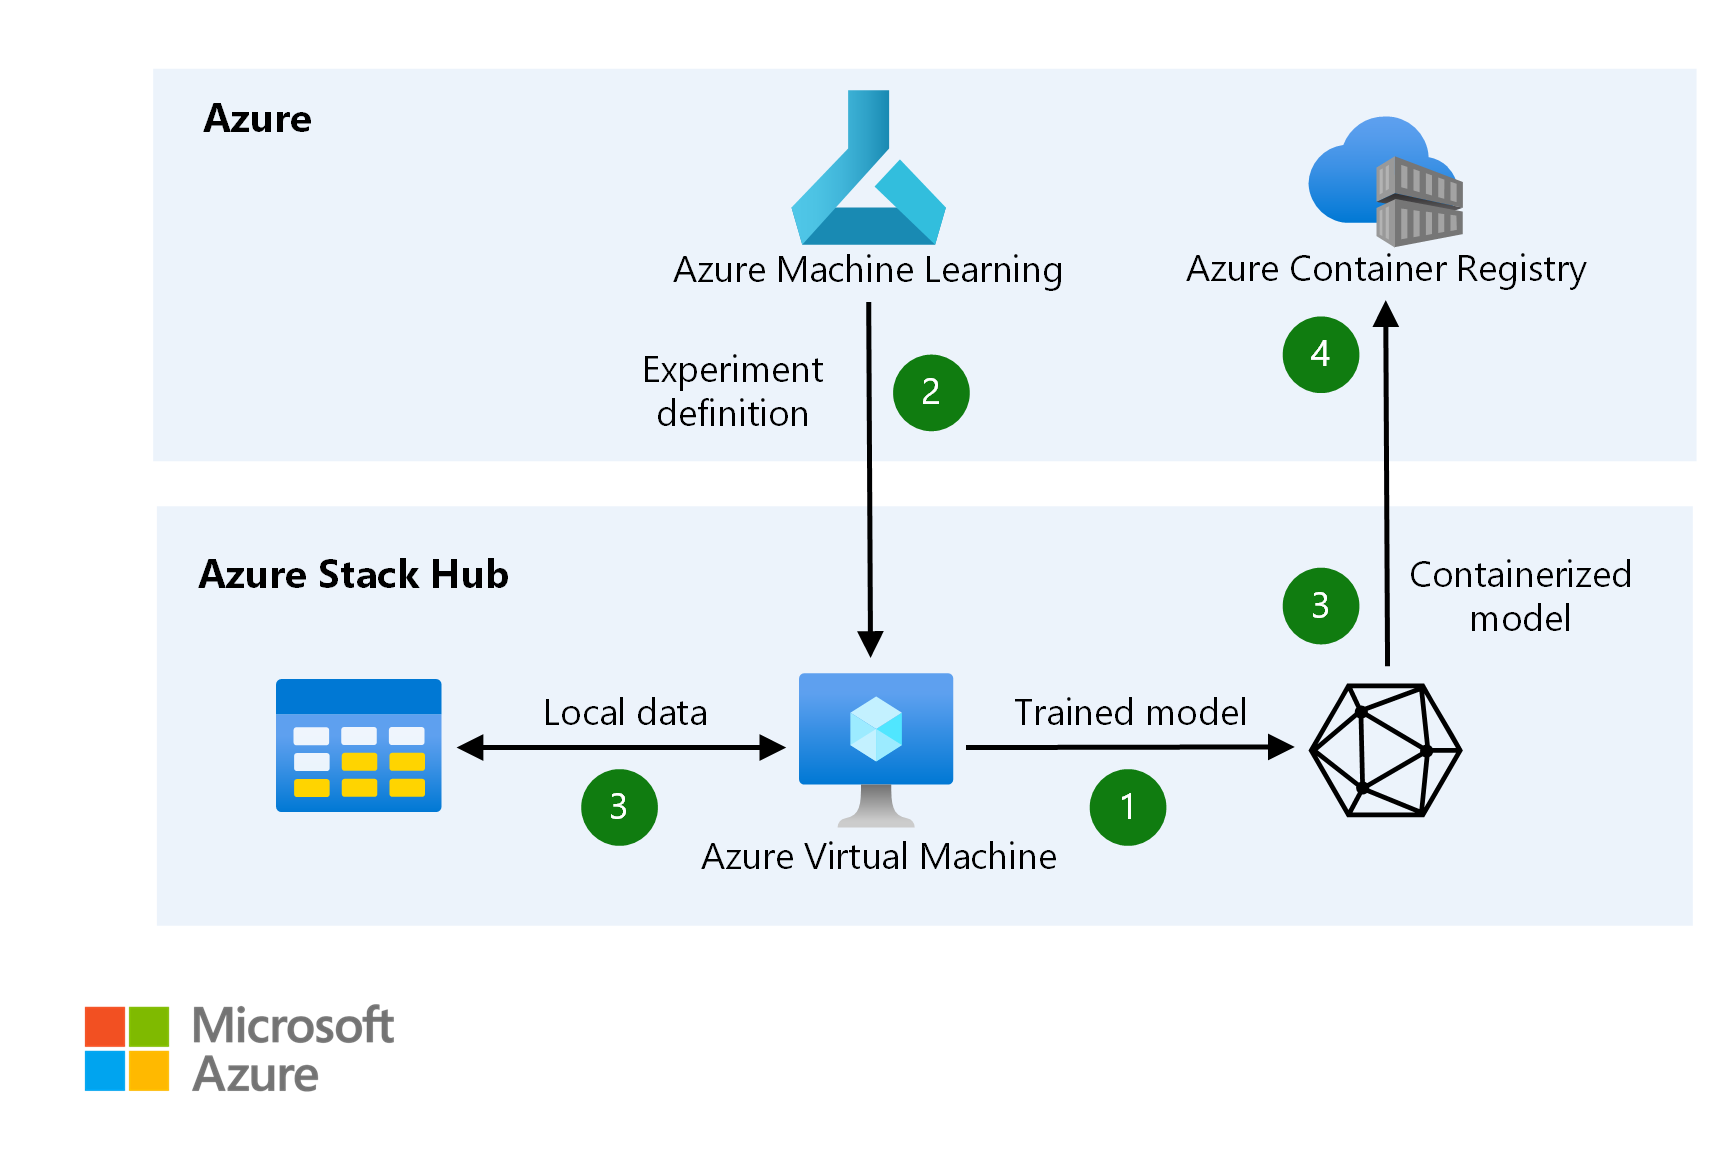 Azure
Azure Machine Learning
Azure Container Registry
Experiment
definition
2
4
Azure Stack Hub
3
Containerized
model
Local data
3
Trained model
1
Azure Virtual Machine
Microsoft
Azure